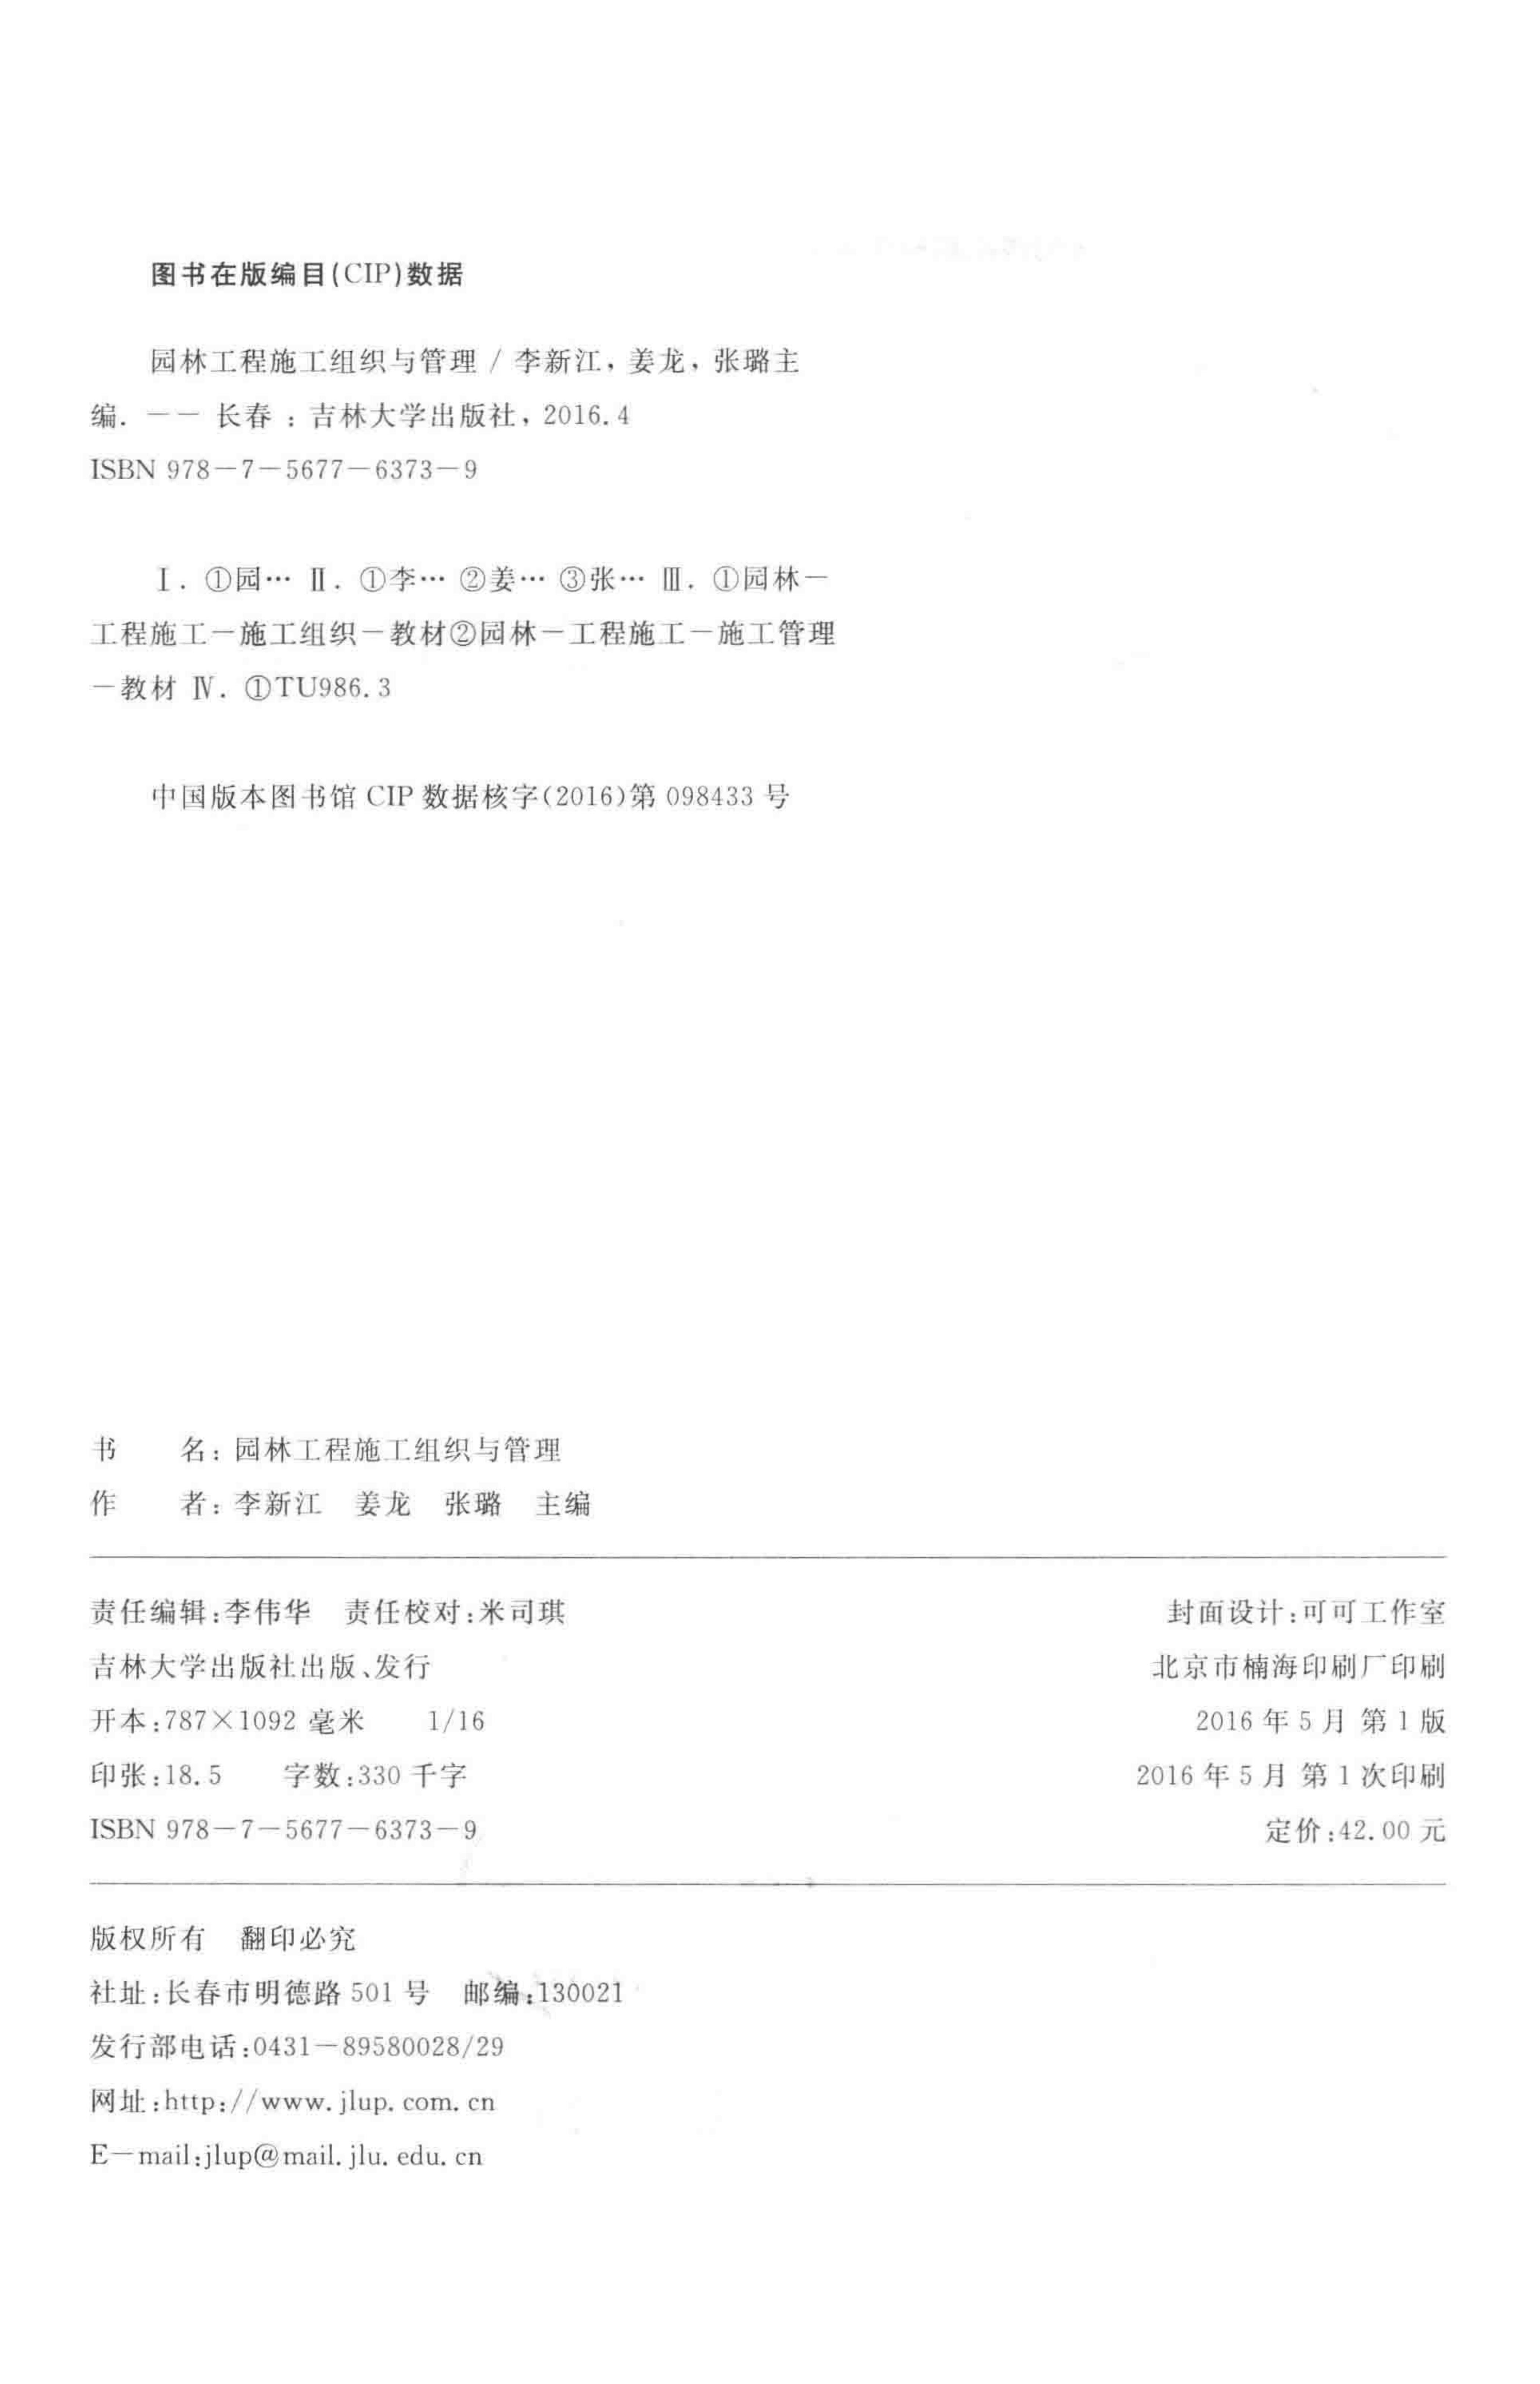 图书在版编目(CIP)数据
园林工程施工组织与管理 / 李新江, 姜龙, 张璐主
编. —— 长春 : 吉林大学出版社, 2016.4
ISBN 978-7-5677-6373-9
Ⅰ. ①园… Ⅱ. ①李… ②姜… ③张… Ⅲ. ①园林-
工程施工-施工组织-教材②园林-工程施工-施工管理
-教材 Ⅳ. ①TU986.3
中国版本图书馆 CIP 数据核字(2016)第 098433 号
书　　名: 园林工程施工组织与管理
作　　者: 李新江　姜龙　张璐　主编
责任编辑:李伟华　责任校对:米司琪　封面设计:可可工作室
吉林大学出版社出版、发行　北京市楠海印刷厂印刷
开本:787×1092 毫米　1/16　2016 年 5 月 第 1 版
印张:18.5　字数:330 千字　2016 年 5 月 第 1 次印刷
ISBN 978-7-5677-6373-9　定价:42.00 元
版权所有　翻印必究
社址:长春市明德路 501 号　邮编:130021
发行部电话:0431-89580028/29
网址:http://www.jlup.com.cn
E-mail:jlup@mail.jlu.edu.cn